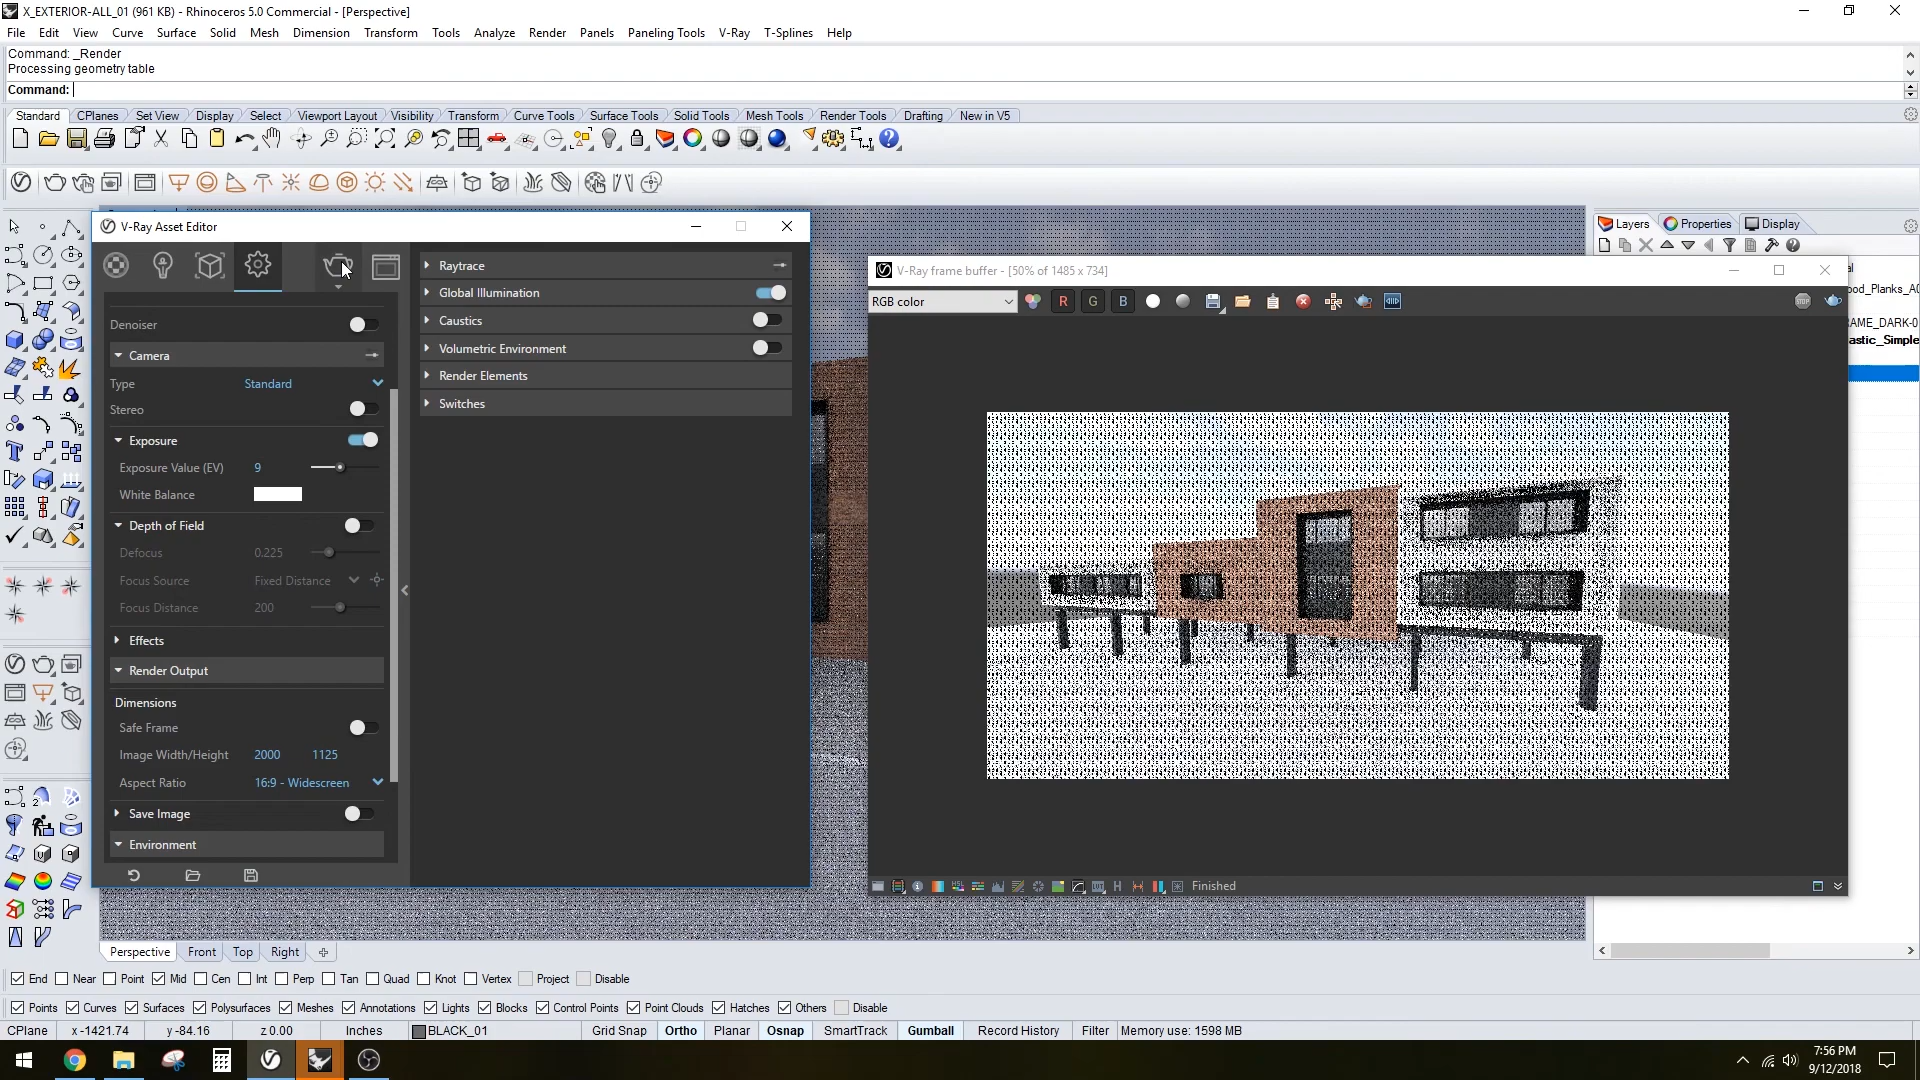 X_EXTERIOR-ALL_01 (961 KB) - Rhinoceros 5.0 Commercial - [Perspective]
File Edit View Curve Surface Solid Mesh Dimension Transform Tools Analyze Render Panels Paneling Tools V-Ray T-Splines Help
Command: _Render
Processing geometry table
Command:
Standard CPlanes Set View Display Select Viewport Layout Visibility Transform Curve Tools Surface Tools Solid Tools Mesh Tools Render Tools Drafting New in V5
V-Ray Asset Editor
Denoiser
Camera
Type Standard
Stereo
Exposure
Exposure Value (EV) 9
White Balance
Depth of Field
Defocus 0.225
Focus Source Fixed Distance
Focus Distance 200
Effects
Render Output
Dimensions
Safe Frame
Image Width/Height 2000 1125
Aspect Ratio 16:9 - Widescreen
Save Image
Environment
Raytrace
Global Illumination
Caustics
Volumetric Environment
Render Elements
Switches
V-Ray frame buffer - [50% of 1485 x 734]
RGB color R G B
STOP
HSL
LUT H
Finished
Layers Properties Display
al
ood_Planks_A(
AME_DARK-0
astic_Simple
Perspective Front Top Right
End Near Point Mid Cen Int Perp Tan Quad Knot Vertex Project Disable
Points Curves Surfaces Polysurfaces Meshes Annotations Lights Blocks Control Points Point Clouds Hatches Others Disable
CPlane x -1421.74 y -84.16 z 0.00 Inches BLACK_01 Grid Snap Ortho Planar Osnap SmartTrack Gumball Record History Filter Memory use: 1598 MB
7:56 PM
9/12/2018